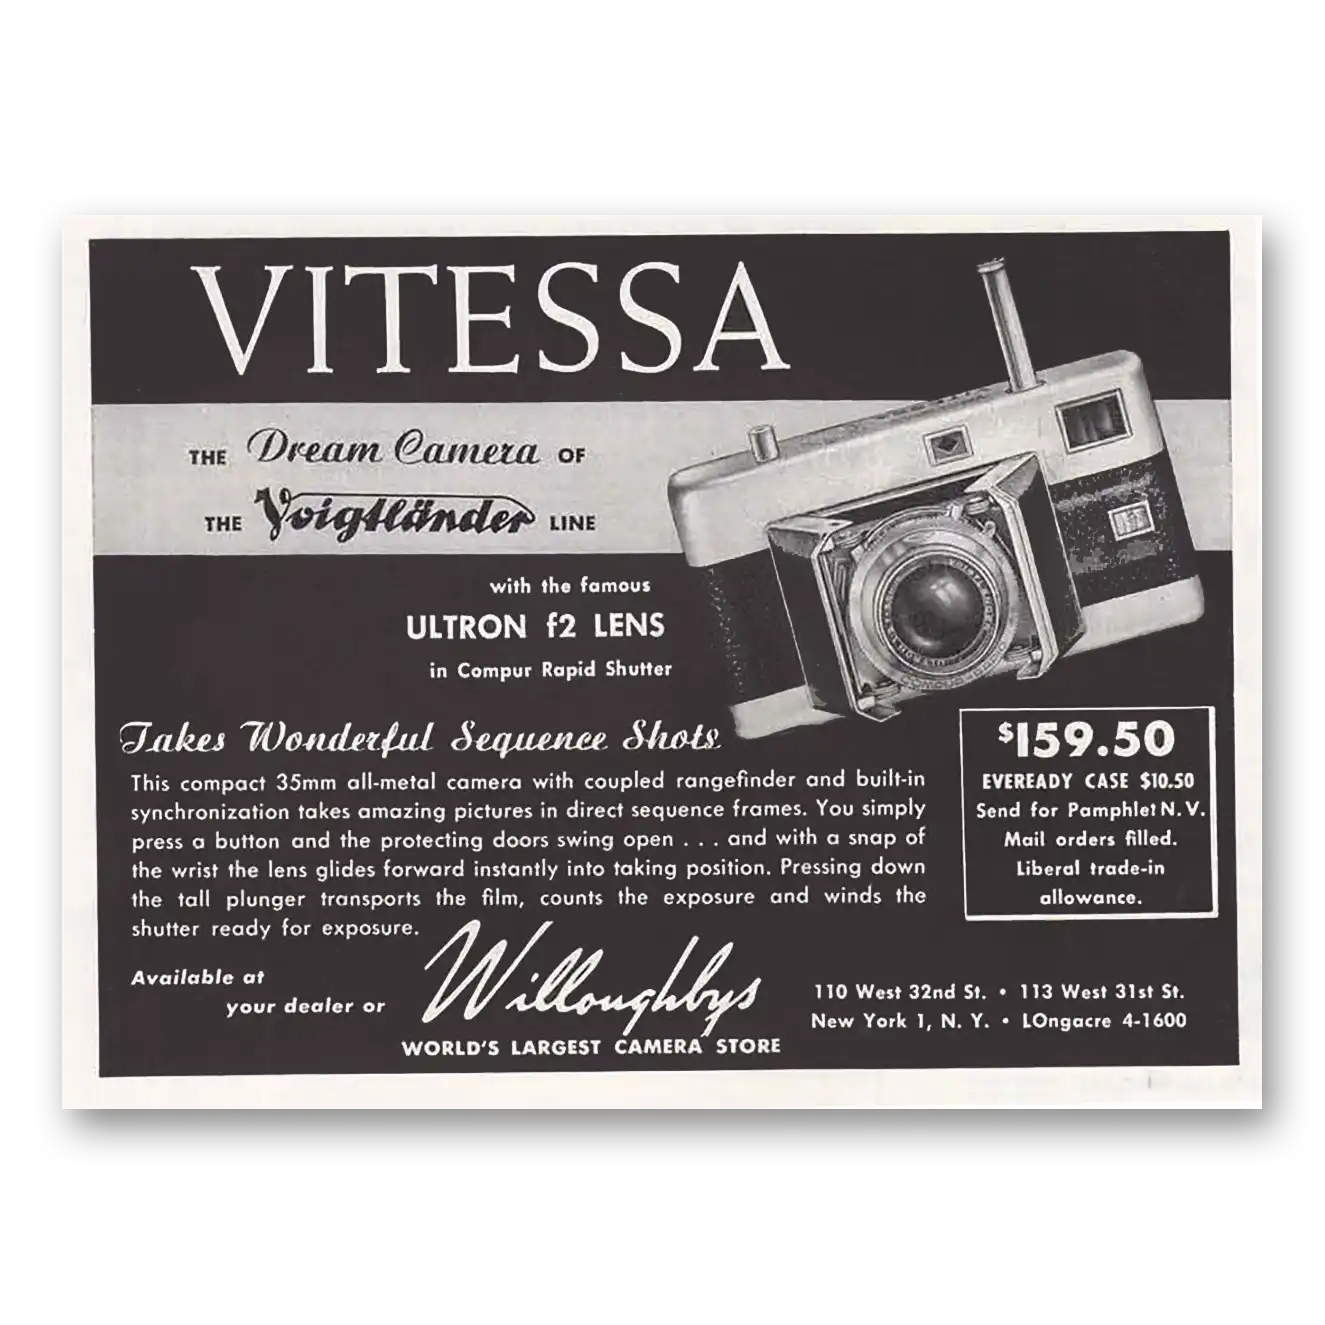 VITESSA
THE Dream Camera OF
THE Voigtländer LINE
with the famous
ULTRON f2 LENS
in Compur Rapid Shutter
Takes Wonderful Sequence Shots
This compact 35mm all-metal camera with coupled rangefinder and built-in
synchronization takes amazing pictures in direct sequence frames. You simply
press a button and the protecting doors swing open . . . and with a snap of
the wrist the lens glides forward instantly into taking position. Pressing down
the tall plunger transports the film, counts the exposure and winds the
shutter ready for exposure.
$159.50
EVEREADY CASE $10.50
Send for Pamphlet N. V.
Mail orders filled.
Liberal trade-in
allowance.
Available at
your dealer or
Willoughbys
WORLD'S LARGEST CAMERA STORE
110 West 32nd St. • 113 West 31st St.
New York 1, N. Y. • LOngacre 4-1600